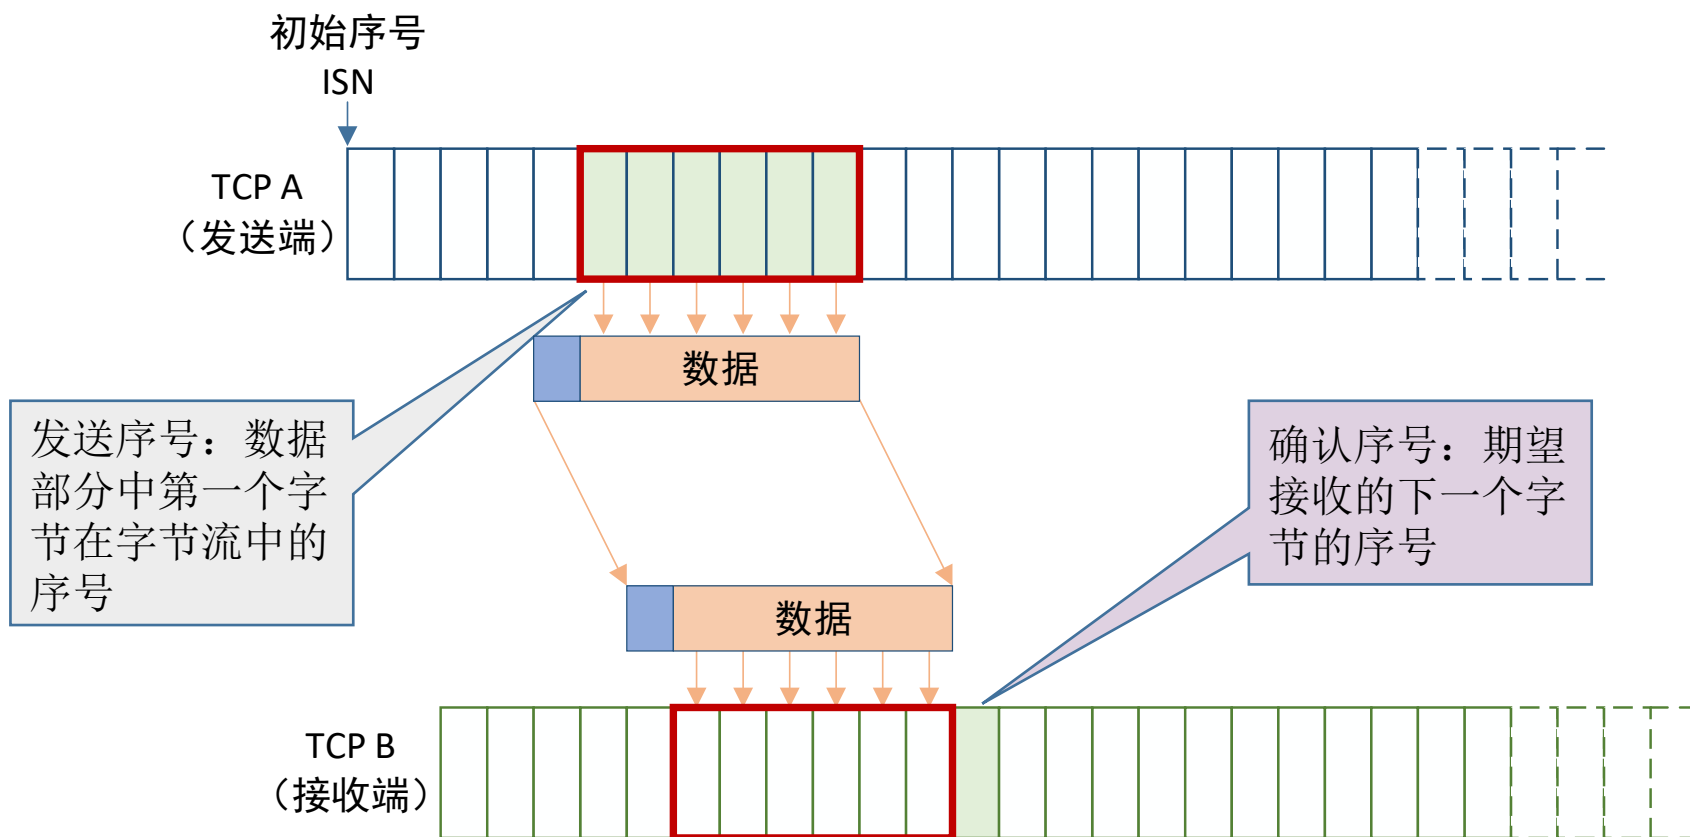 初始序号
ISN
TCP A
（发送端）
数据
发送序号：数据
部分中第一个字
节在字节流中的
序号
确认序号：期望
接收的下一个字
节的序号
数据
TCP B
（接收端）